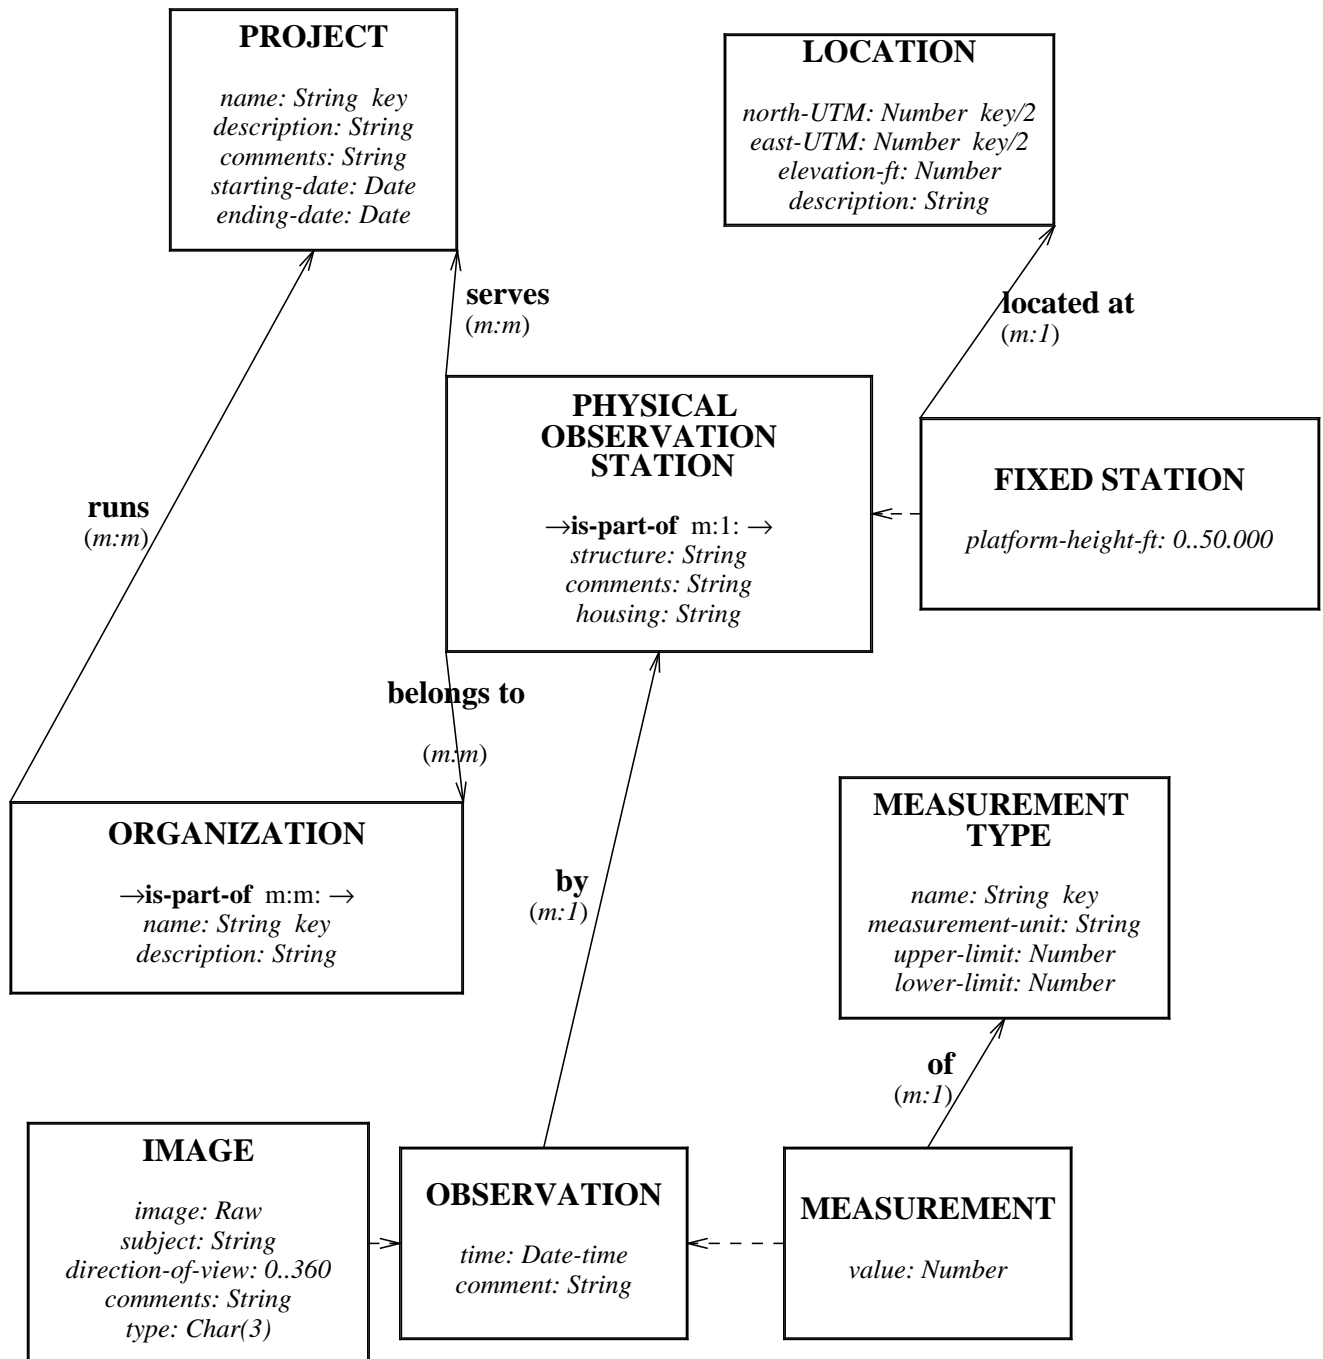 PROJECT
name: String key
description: String
comments: String
starting-date: Date
ending-date: Date
LOCATION
north-UTM: Number key/2
east-UTM: Number key/2
elevation-ft: Number
description: String
serves
(m:m)
located at
(m:1)
PHYSICAL
OBSERVATION
STATION
→is-part-of m:1: →
structure: String
comments: String
housing: String
FIXED STATION
platform-height-ft: 0..50.000
runs
(m:m)
belongs to
(m:m)
ORGANIZATION
→is-part-of m:m: →
name: String key
description: String
by
(m:1)
MEASUREMENT
TYPE
name: String key
measurement-unit: String
upper-limit: Number
lower-limit: Number
of
(m:1)
IMAGE
image: Raw
subject: String
direction-of-view: 0..360
comments: String
type: Char(3)
OBSERVATION
time: Date-time
comment: String
MEASUREMENT
value: Number